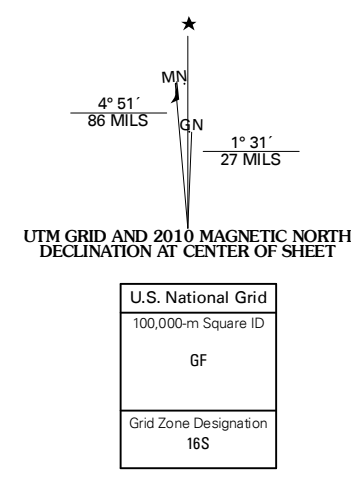 MN
4° 51´
86 MILS
GN
1° 31´
27 MILS
UTM GRID AND 2010 MAGNETIC NORTH
DECLINATION AT CENTER OF SHEET
U.S. National Grid
100,000-m Square ID
GF
Grid Zone Designation
16S